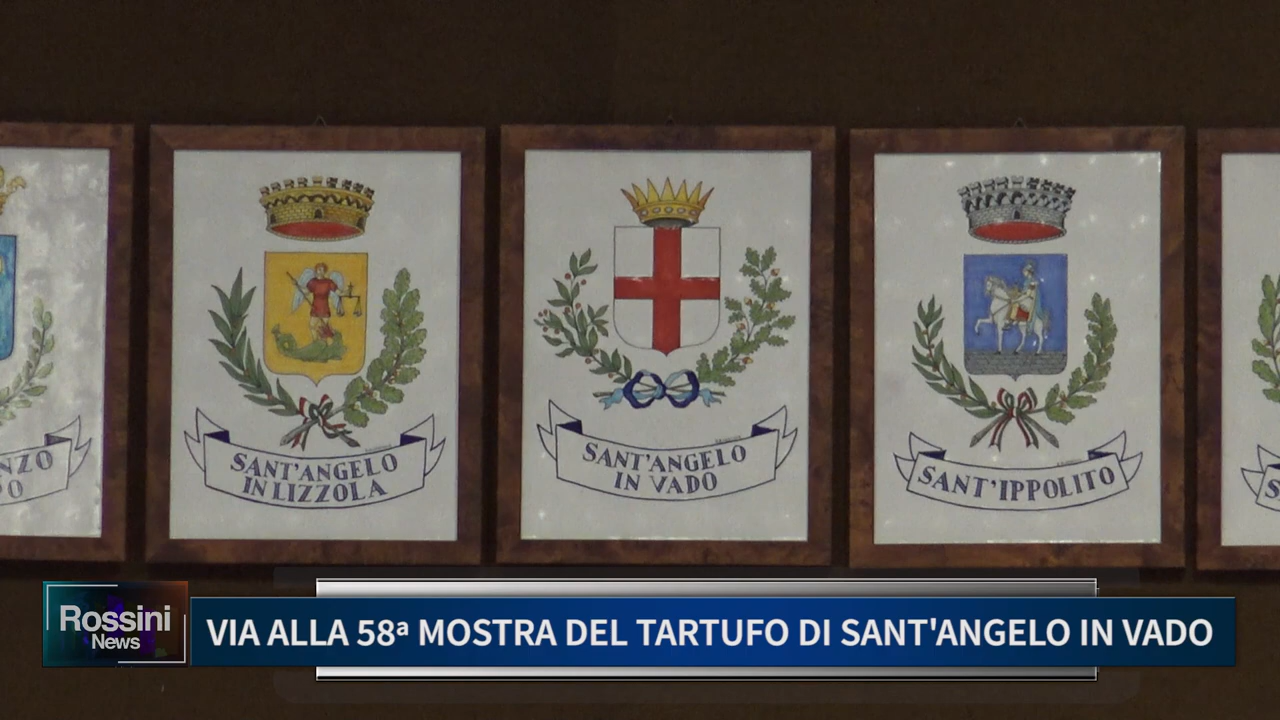 SANT'ANGELO
IN LIZZOLA
SANT'ANGELO
IN VADO
SANT'IPPOLITO
Rossini
News
VIA ALLA 58ª MOSTRA DEL TARTUFO DI SANT'ANGELO IN VADO